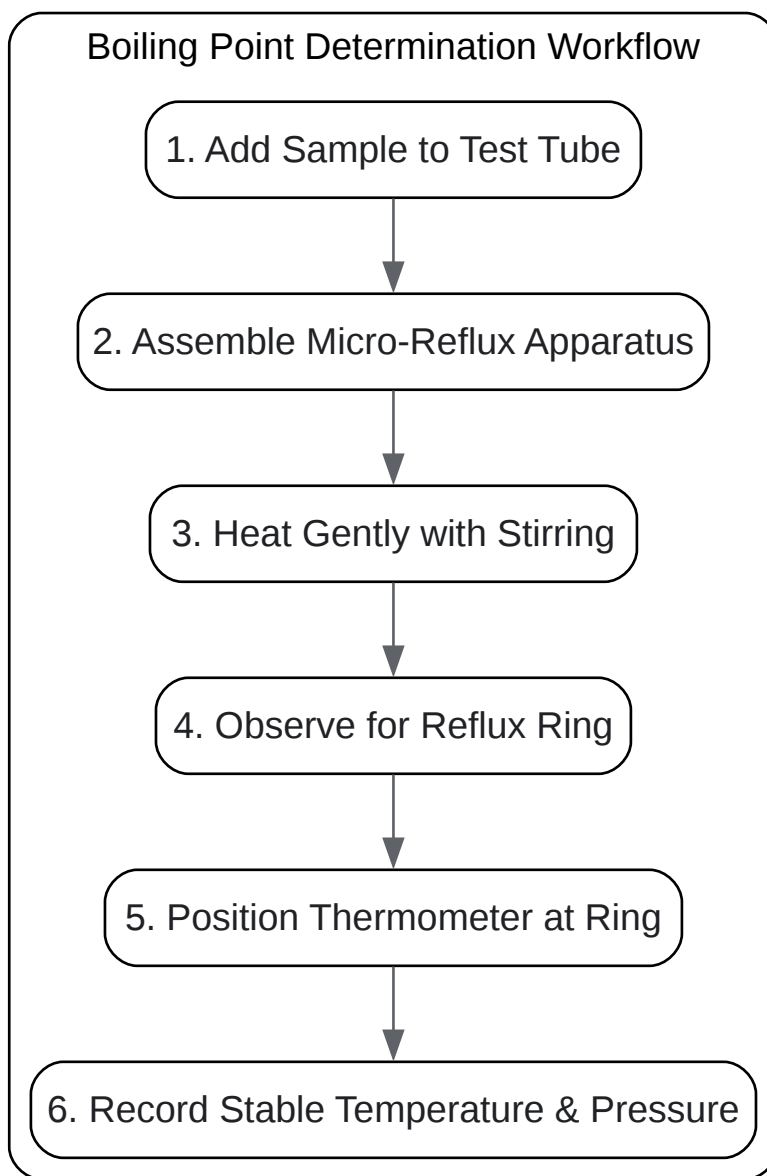 Boiling Point Determination Workflow
1. Add Sample to Test Tube
2. Assemble Micro-Reflux Apparatus
3. Heat Gently with Stirring
4. Observe for Reflux Ring
5. Position Thermometer at Ring
6. Record Stable Temperature & Pressure